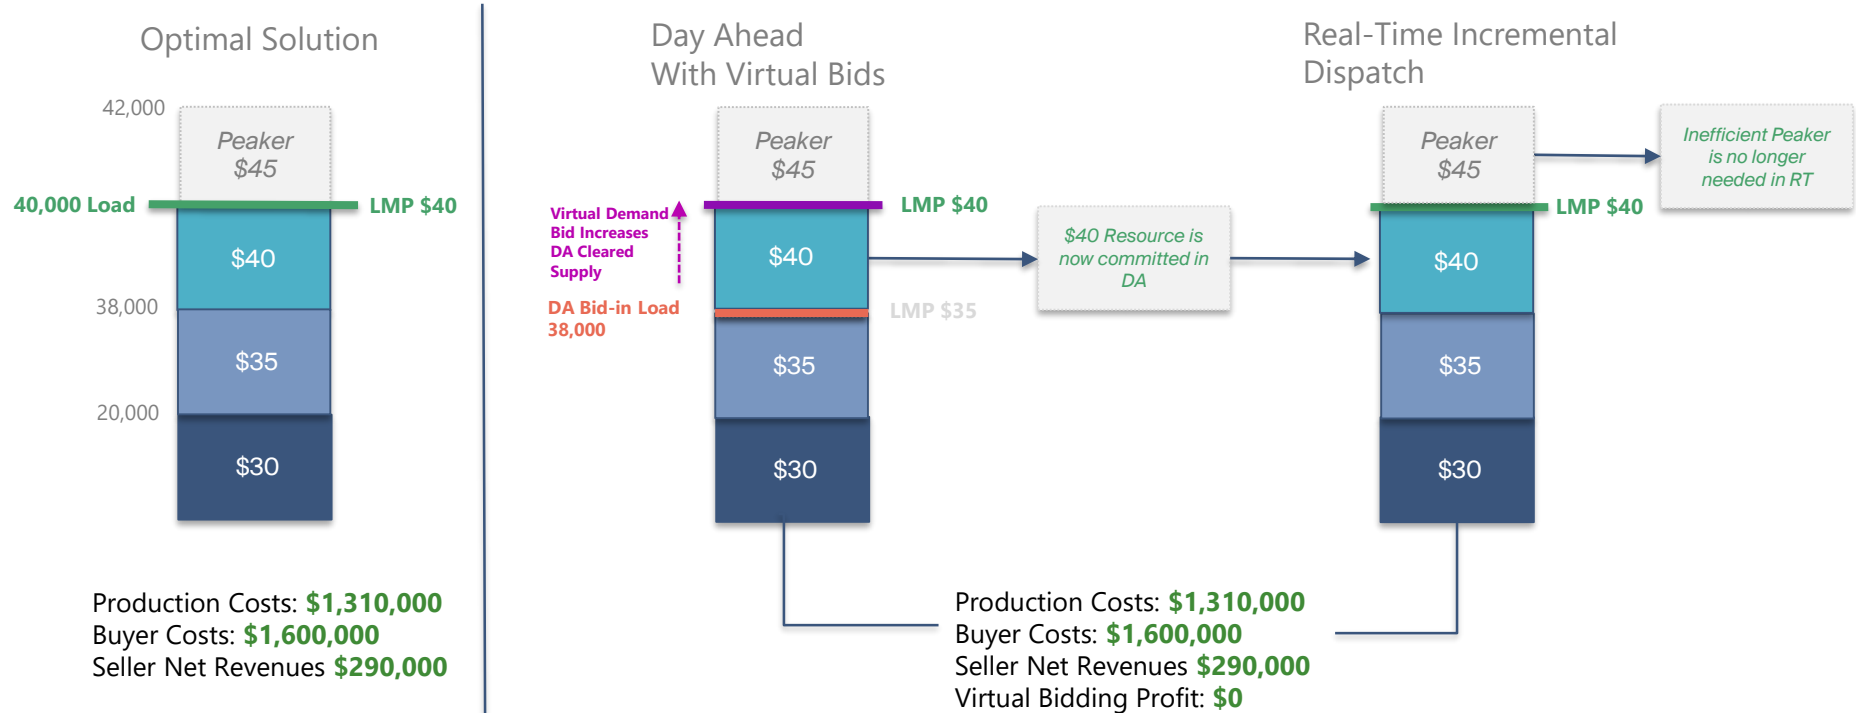 Optimal Solution
42,000
Peaker
$45
40,000 Load
LMP $40
$40
38,000
$35
20,000
$30
Production Costs: $1,310,000
Buyer Costs: $1,600,000
Seller Net Revenues $290,000
Day Ahead
With Virtual Bids
Peaker
$45
LMP $40
Virtual Demand
Bid Increases
DA Cleared
Supply
$40
DA Bid-in Load
38,000
LMP $35
$35
$30
$40 Resource is
now committed in
DA
Real-Time Incremental
Dispatch
Peaker
$45
Inefficient Peaker
is no longer
needed in RT
LMP $40
$40
$35
$30
Production Costs: $1,310,000
Buyer Costs: $1,600,000
Seller Net Revenues $290,000
Virtual Bidding Profit: $0